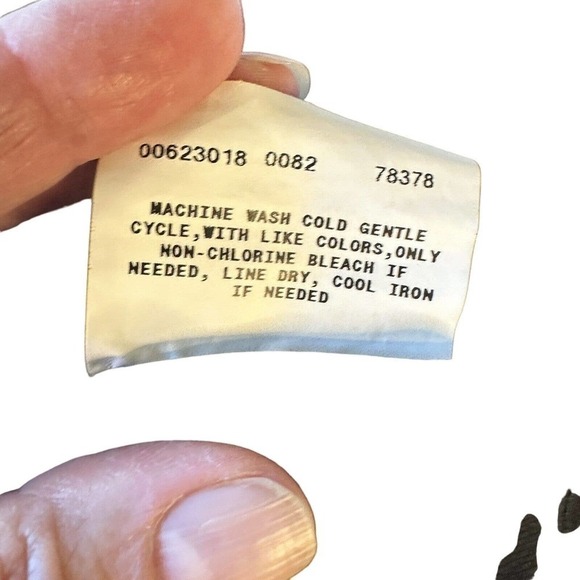 00623018 0082 78378
MACHINE WASH COLD GENTLE
CYCLE,WITH LIKE COLORS,ONLY
NON-CHLORINE BLEACH IF
NEEDED, LINE DRY, COOL IRON
IF NEEDED